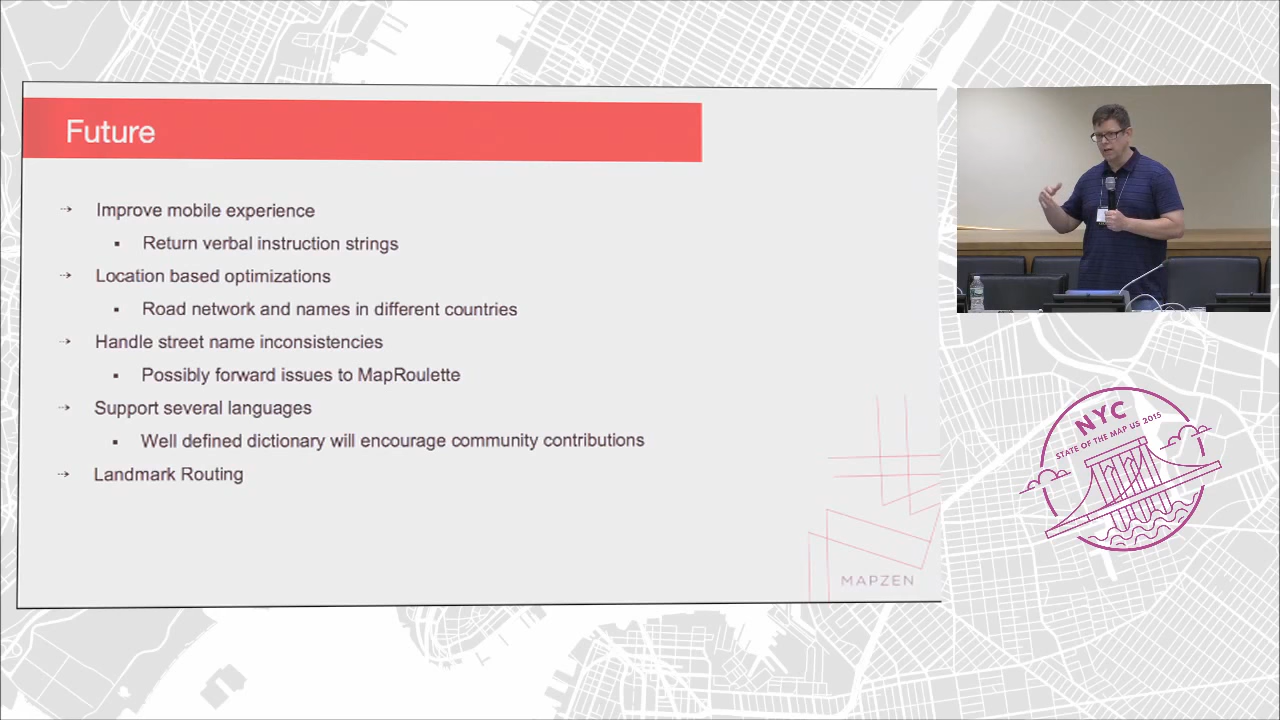 Future
Improve mobile experience
Return verbal instruction strings
Location based optimizations
Road network and names in different countries
Handle street name inconsistencies
Possibly forward issues to MapRoulette
Support several languages
Well defined dictionary will encourage community contributions
Landmark Routing
MAPZEN
NYC
STATE OF THE MAP US 2015